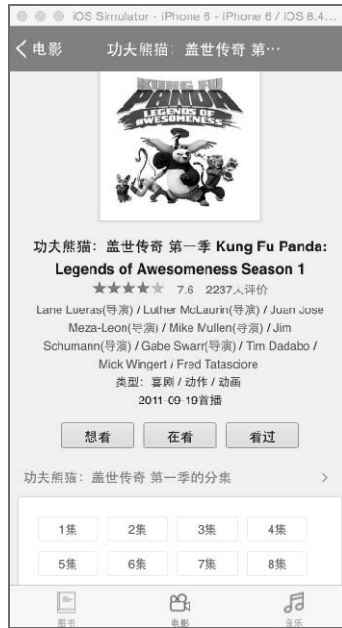 iOS Simulator - iPhone 6 - iPhone 6 / iOS 8.4...
电影
功夫熊猫：盖世传奇 第…
KUNG FU
PANDA
LEGENDS OF
AWESOMENESS
功夫熊猫：盖世传奇 第一季 Kung Fu Panda:
Legends of Awesomeness Season 1
7.6 2237人评价
Lane Lueras(导演) / Luther McLaurin(导演) / Juan Jose
Meza-Leon(导演) / Mike Mullen(导演) / Jim
Schumann(导演) / Gabe Swarr(导演) / Tim Dadabo /
Mick Wingert / Fred Tatasciore
类型：喜剧 / 动作 / 动画
2011-09-19首播
想看 在看 看过
功夫熊猫：盖世传奇 第一季的分集
1集 2集 3集 4集
5集 6集 7集 8集
图书 电影 音乐